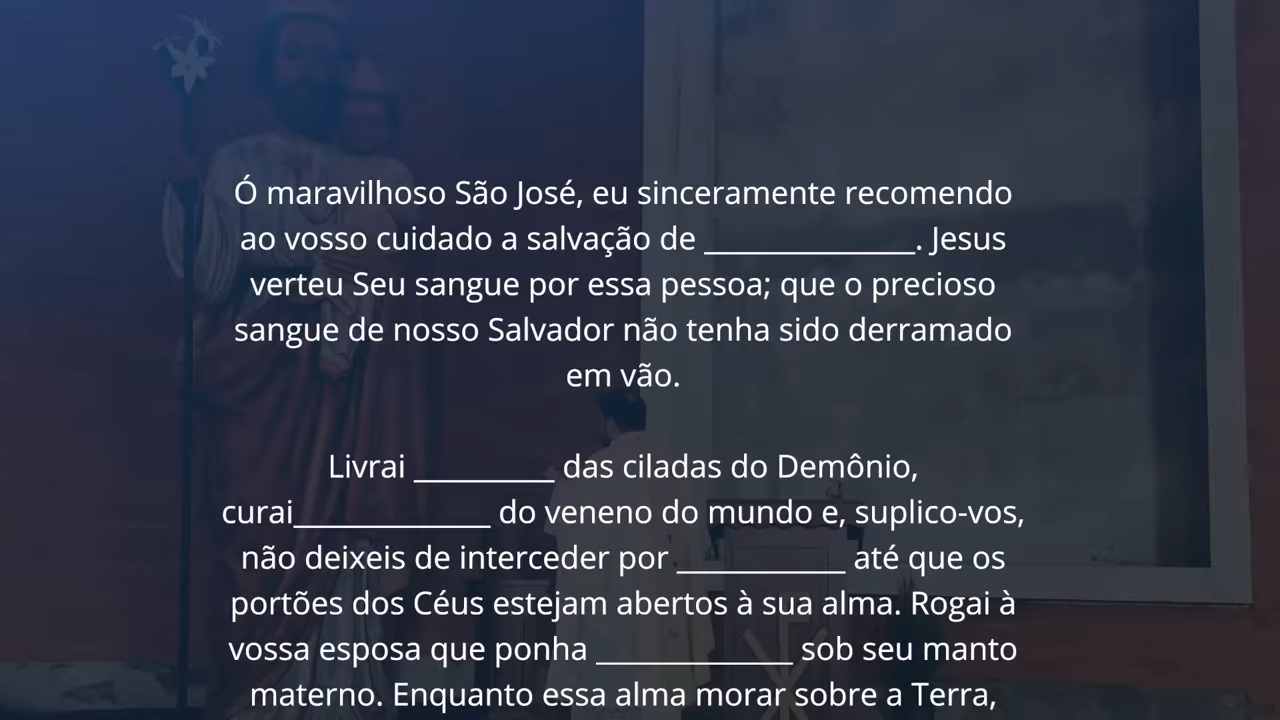 Ó maravilhoso São José, eu sinceramente recomendo
ao vosso cuidado a salvação de _______________. Jesus
verteu Seu sangue por essa pessoa; que o precioso
sangue de nosso Salvador não tenha sido derramado
em vão.
Livrai __________ das ciladas do Demônio,
curai______________ do veneno do mundo e, suplico-vos,
não deixeis de interceder por ____________ até que os
portões dos Céus estejam abertos à sua alma. Rogai à
vossa esposa que ponha ______________ sob seu manto
materno. Enquanto essa alma morar sobre a Terra,